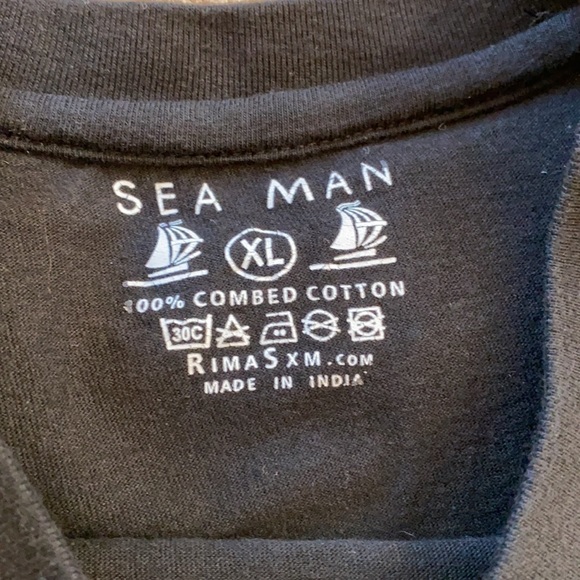 SEA MAN
XL
100% COMBED COTTON
30C
RIMASXM.COM
MADE IN INDIA